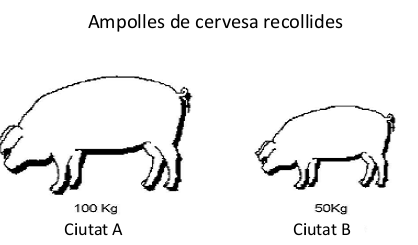 Ampolles de cervesa recollides
100 Kg
50Kg
Ciutat A
Ciutat B